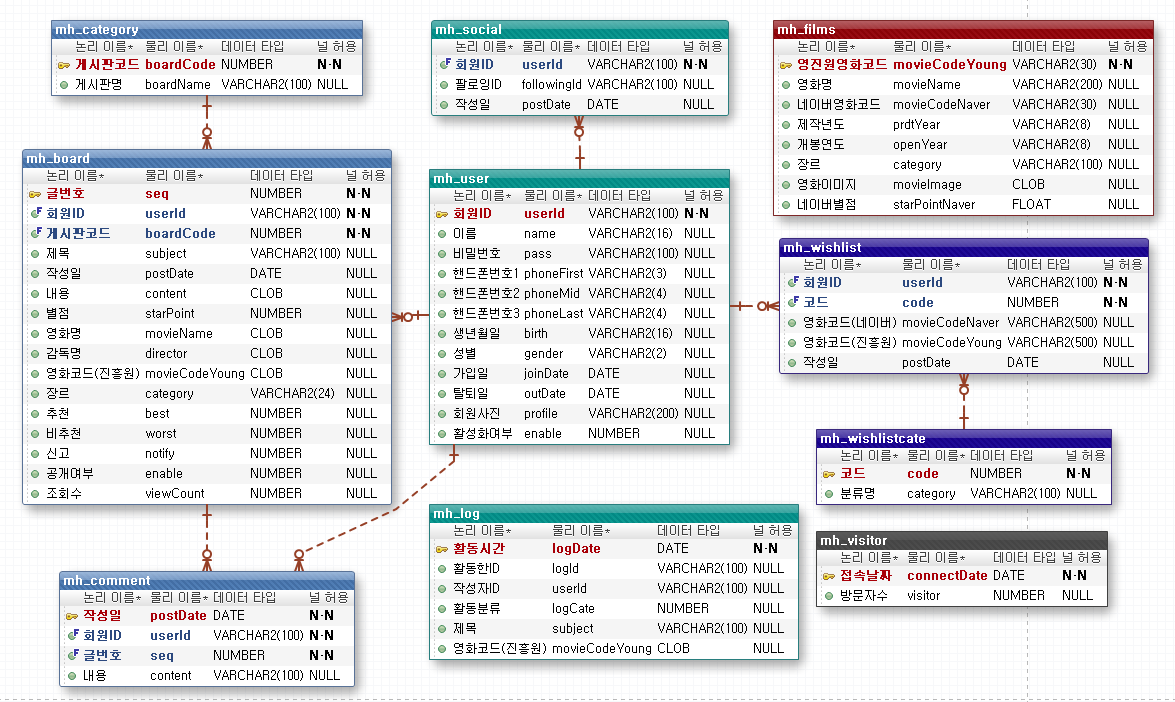 mh_category
논리 이름* 물리 이름* 데이터 타입 널 허용
게시판코드 boardCode NUMBER N·N
게시판명 boardName VARCHAR2(100) NULL
mh_social
논리 이름* 물리 이름* 데이터 타입 널 허용
회원ID userId VARCHAR2(100) N·N
팔로잉ID followingId VARCHAR2(100) NULL
작성일 postDate DATE NULL
mh_films
논리 이름* 물리 이름* 데이터 타입 널 허용
영진원영화코드 movieCodeYoung VARCHAR2(30) N·N
영화명 movieName VARCHAR2(200) NULL
네이버영화코드 movieCodeNaver VARCHAR2(30) NULL
제작년도 prdtYear VARCHAR2(8) NULL
개봉연도 openYear VARCHAR2(8) NULL
장르 category VARCHAR2(100) NULL
영화이미지 movieImage CLOB NULL
네이버별점 starPointNaver FLOAT NULL
mh_board
논리 이름* 물리 이름* 데이터 타입 널 허용
글번호 seq NUMBER N·N
회원ID userId VARCHAR2(100) N·N
게시판코드 boardCode NUMBER N·N
제목 subject VARCHAR2(100) NULL
작성일 postDate DATE NULL
내용 content CLOB NULL
별점 starPoint NUMBER NULL
영화명 movieName CLOB NULL
감독명 director CLOB NULL
영화코드(진흥원) movieCodeYoung CLOB NULL
장르 category VARCHAR2(24) NULL
추천 best NUMBER NULL
비추천 worst NUMBER NULL
신고 notify NUMBER NULL
공개여부 enable NUMBER NULL
조회수 viewCount NUMBER NULL
mh_user
논리 이름* 물리 이름* 데이터 타입 널 허용
회원ID userId VARCHAR2(100) N·N
이름 name VARCHAR2(16) NULL
비밀번호 pass VARCHAR2(100) NULL
핸드폰번호1 phoneFirst VARCHAR2(3) NULL
핸드폰번호2 phoneMid VARCHAR2(4) NULL
핸드폰번호3 phoneLast VARCHAR2(4) NULL
생년월일 birth VARCHAR2(16) NULL
성별 gender VARCHAR2(2) NULL
가입일 joinDate DATE NULL
탈퇴일 outDate DATE NULL
회원사진 profile VARCHAR2(200) NULL
활성화여부 enable NUMBER NULL
mh_wishlist
논리 이름* 물리 이름* 데이터 타입 널 허용
회원ID userId VARCHAR2(100) N·N
코드 code NUMBER N·N
영화코드(네이버) movieCodeNaver VARCHAR2(500) NULL
영화코드(진흥원) movieCodeYoung VARCHAR2(500) NULL
작성일 postDate DATE NULL
mh_wishlistcate
논리 이름* 물리 이름* 데이터 타입 널 허용
코드 code NUMBER N·N
분류명 category VARCHAR2(100) NULL
mh_log
논리 이름* 물리 이름* 데이터 타입 널 허용
활동시간 logDate DATE N·N
활동한ID logId VARCHAR2(100) NULL
작성자ID userId VARCHAR2(100) NULL
활동분류 logCate NUMBER NULL
제목 subject VARCHAR2(100) NULL
영화코드(진흥원) movieCodeYoung CLOB NULL
mh_visitor
논리 이름* 물리 이름* 데이터 타입 널 허용
접속날짜 connectDate DATE N·N
방문자수 visitor NUMBER NULL
mh_comment
논리 이름* 물리 이름* 데이터 타입 널 허용
작성일 postDate DATE N·N
회원ID userId VARCHAR2(100) N·N
글번호 seq NUMBER N·N
내용 content VARCHAR2(100) NULL